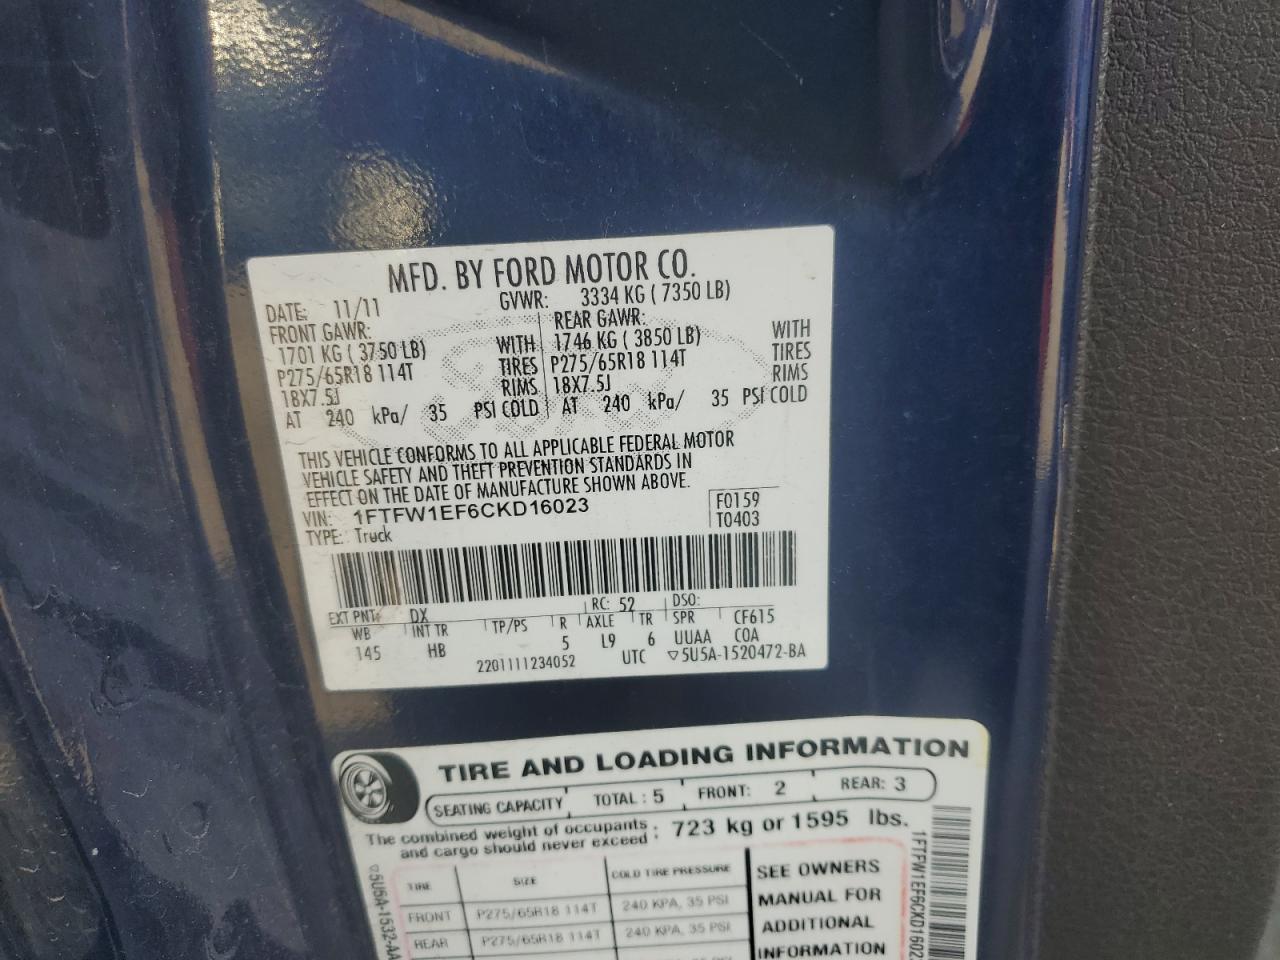 MFD. BY FORD MOTOR CO.
DATE: 11/11 GVWR: 3334 KG ( 7350 LB)
FRONT GAWR: REAR GAWR:
1701 KG ( 3750 LB) WITH 1746 KG ( 3850 LB) WITH
P275/65R18 114T TIRES P275/65R18 114T TIRES
18X7.5J RIMS 18X7.5J RIMS
AT 240 kPa/ 35 PSI COLD AT 240 kPa/ 35 PSI COLD
THIS VEHICLE CONFORMS TO ALL APPLICABLE FEDERAL MOTOR
VEHICLE SAFETY AND THEFT PREVENTION STANDARDS IN
EFFECT ON THE DATE OF MANUFACTURE SHOWN ABOVE.
VIN: 1FTFW1EF6CKD16023 F0159
TYPE: Truck T0403
EXT PNT: DX RC: 52 DSO:
WB INT TR TP/PS R AXLE TR SPR CF615
145 HB 5 L9 6 UUAA COA
2201111234052 UTC ▽5U5A-1520472-BA
TIRE AND LOADING INFORMATION
SEATING CAPACITY TOTAL : 5 FRONT: 2 REAR: 3
The combined weight of occupants and cargo should never exceed : 723 kg or 1595 lbs.
TIRE SIZE COLD TIRE PRESSURE
FRONT P275/65R18 114T 240 KPA, 35 PSI
REAR P275/65R18 114T 240 KPA, 35 PSI
SEE OWNERS
MANUAL FOR
ADDITIONAL
INFORMATION
▽5U5A-1532-AA
1FTFW1EF6CKD1602